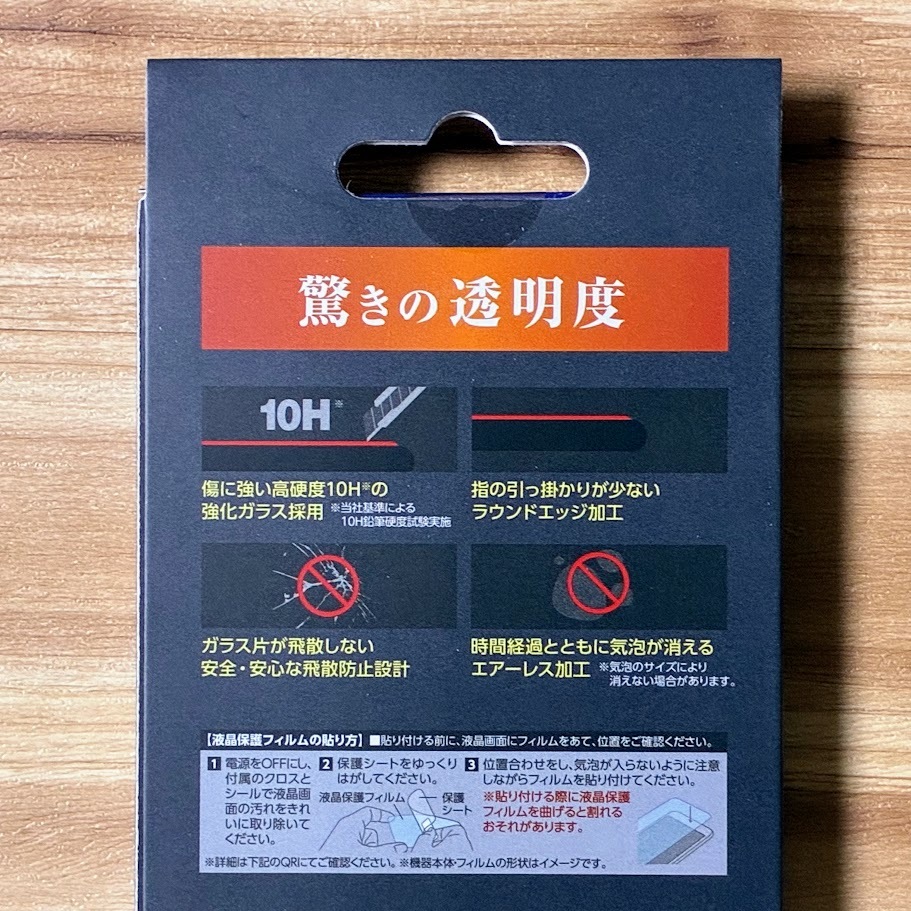 驚きの透明度
10H※
傷に強い高硬度10H※の
強化ガラス採用 ※当社基準による
10H鉛筆硬度試験実施
指の引っ掛かりが少ない
ラウンドエッジ加工
ガラス片が飛散しない
安全・安心な飛散防止設計
時間経過とともに気泡が消える
エアーレス加工 ※気泡のサイズにより
消えない場合があります。
【液晶保護フィルムの貼り方】 ■貼り付ける前に、液晶画面にフィルムをあて、位置をご確認ください。
1 電源をOFFにし、
付属のクロスと
シールで液晶画
面の汚れをきれ
いに取り除いて
ください。
2 保護シートをゆっくり
はがしてください。
液晶保護フィルム
保護
シート
3 位置合わせをし、気泡が入らないように注意
しながらフィルムを貼り付けてください。
※貼り付ける際に液晶保護
フィルムを曲げると割れる
おそれがあります。
※詳細は下記のQRにてご確認ください。※機器本体・フィルムの形状はイメージです。